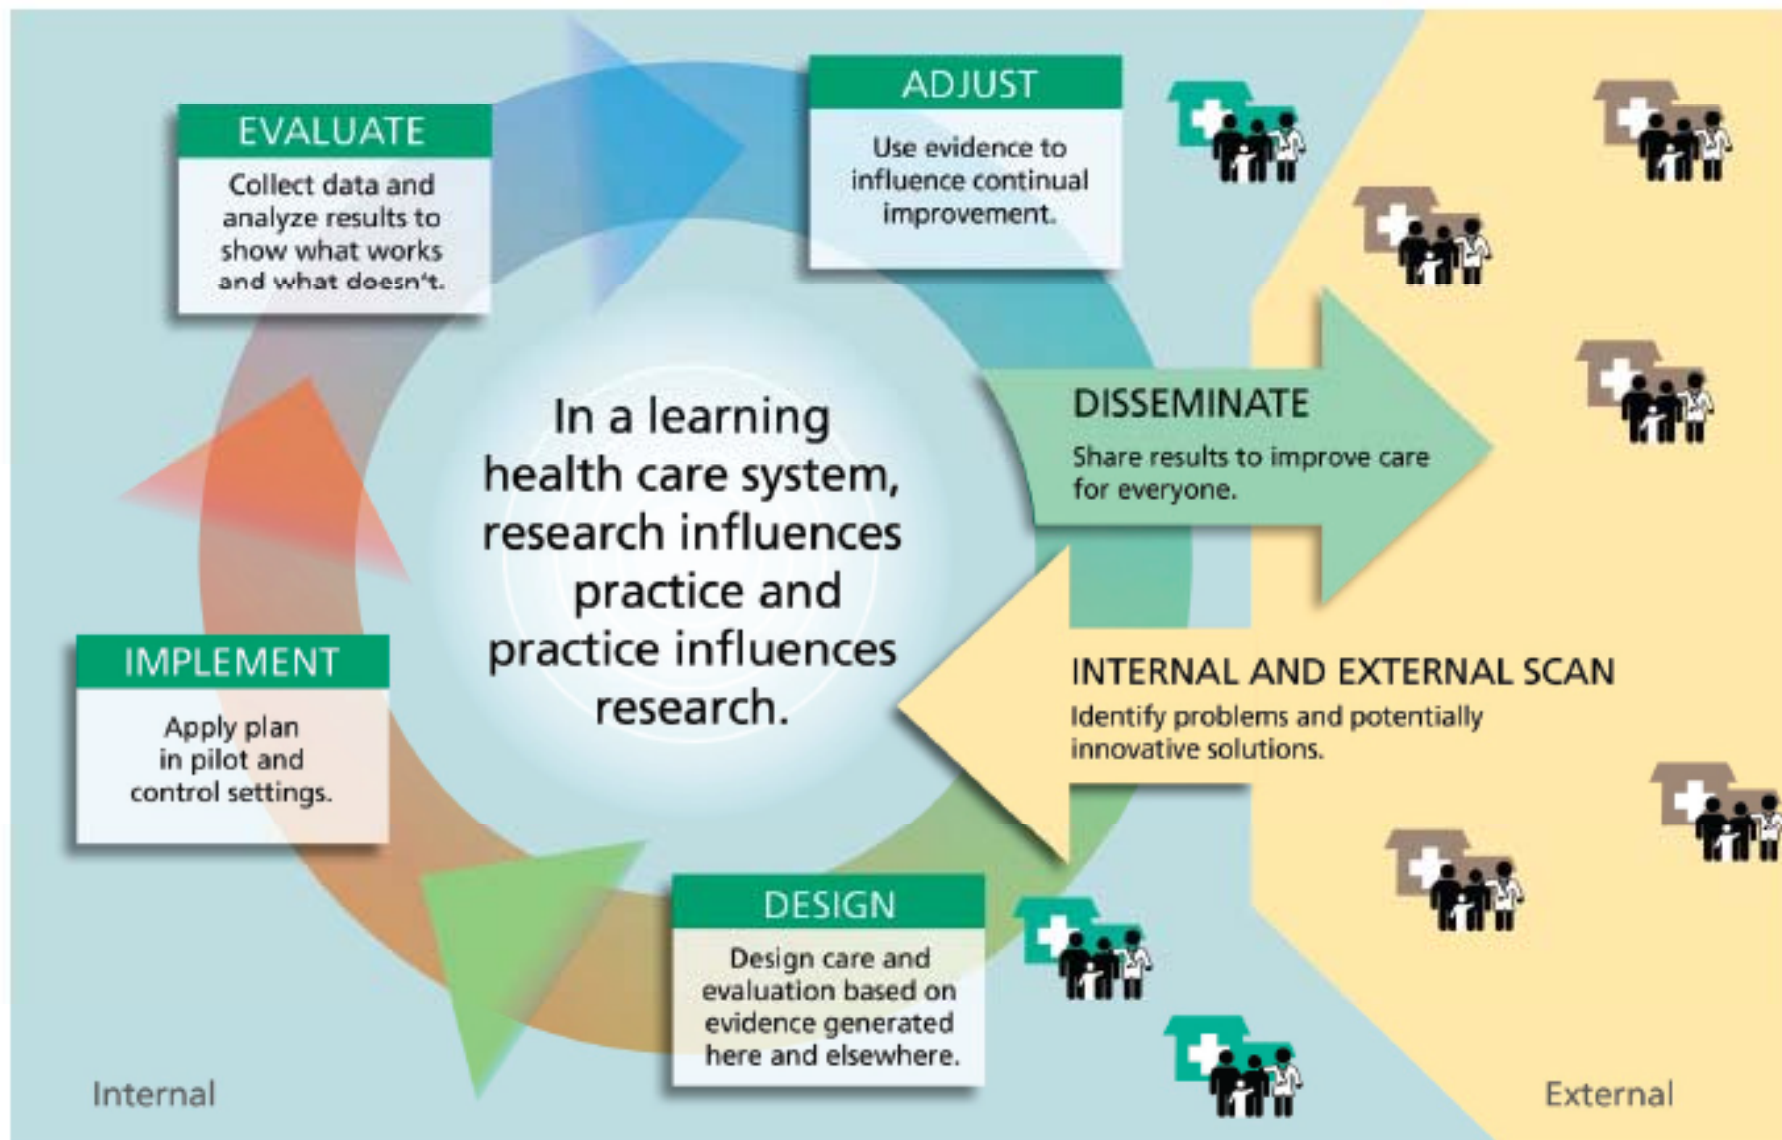 EVALUATE
Collect data and
analyze results to
show what works
and what doesn't.
ADJUST
Use evidence to
influence continual
improvement.
In a learning
health care system,
research influences
practice and
practice influences
research.
DISSEMINATE
Share results to improve care
for everyone.
INTERNAL AND EXTERNAL SCAN
Identify problems and potentially
innovative solutions.
IMPLEMENT
Apply plan
in pilot and
control settings.
DESIGN
Design care and
evaluation based on
evidence generated
here and elsewhere.
Internal
External